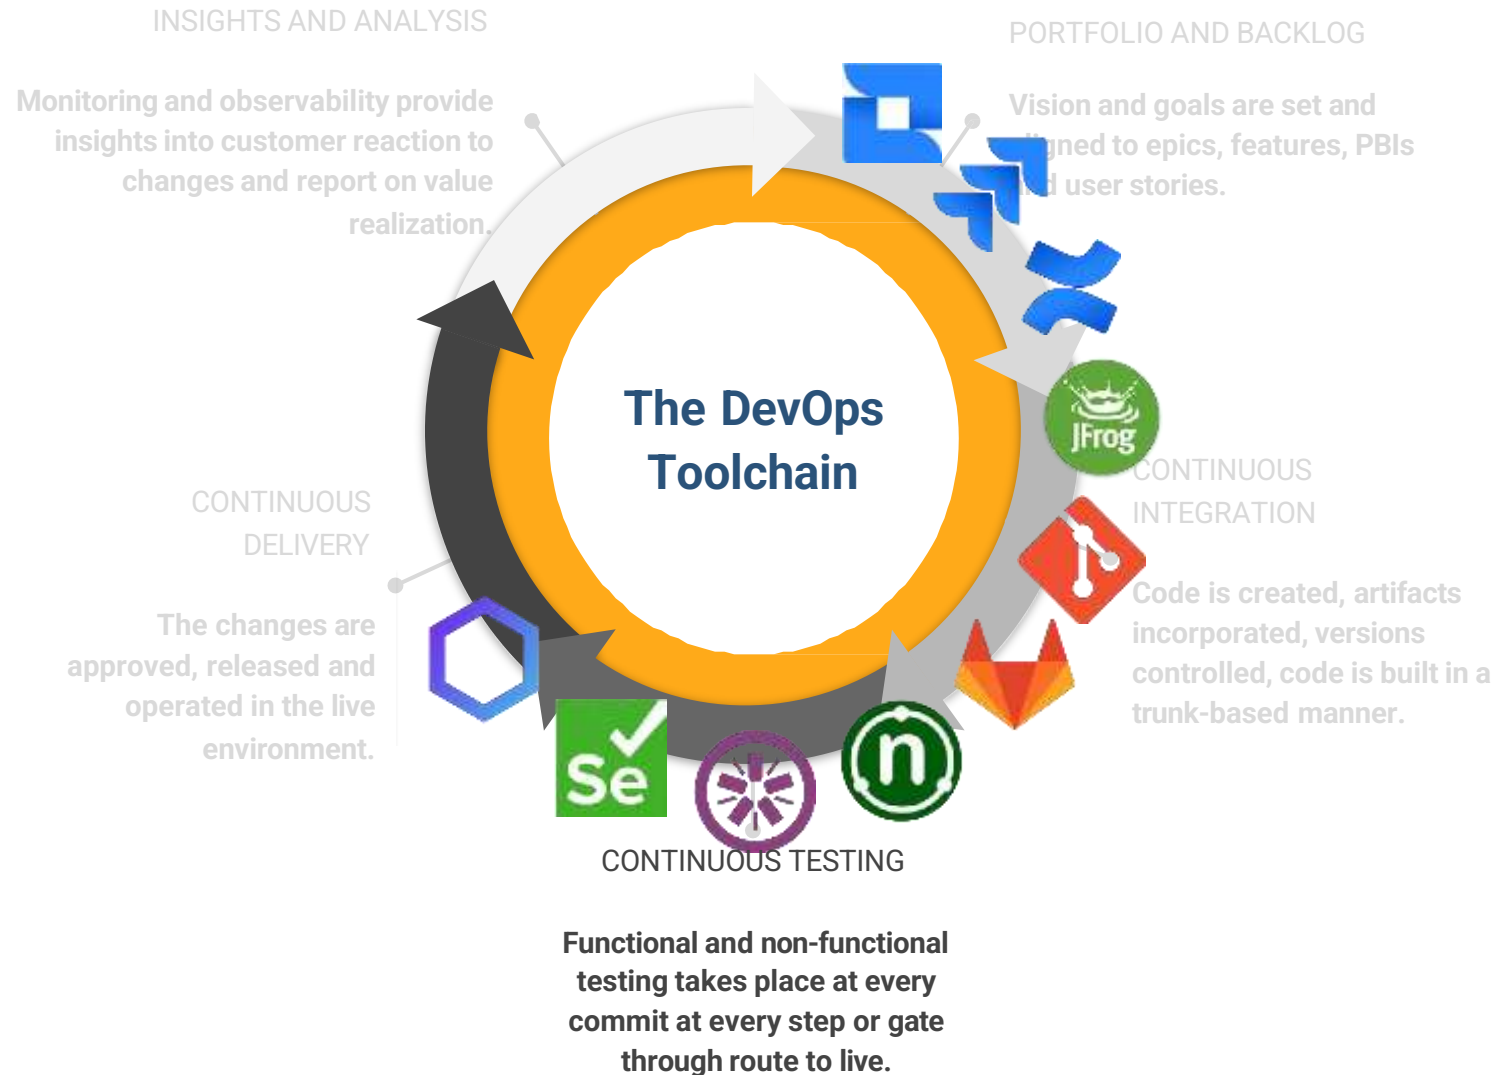 INSIGHTS AND ANALYSIS
Monitoring and observability provide
insights into customer reaction to
changes and report on value
realization.
PORTFOLIO AND BACKLOG
Vision and goals are set and
aligned to epics, features, PBIs
and user stories.
The DevOps
Toolchain
JFrog
CONTINUOUS
INTEGRATION
Code is created, artifacts
incorporated, versions
controlled, code is built in a
trunk-based manner.
CONTINUOUS
DELIVERY
The changes are
approved, released and
operated in the live
environment.
Se
n
CONTINUOUS TESTING
Functional and non-functional
testing takes place at every
commit at every step or gate
through route to live.